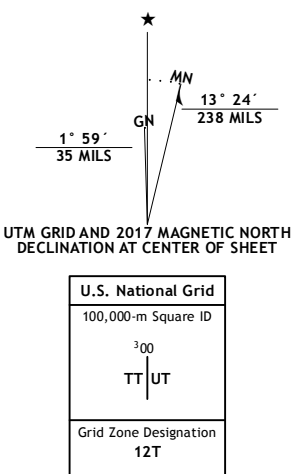 ★
MN
GN
13° 24´
238 MILS
1° 59´
35 MILS
UTM GRID AND 2017 MAGNETIC NORTH
DECLINATION AT CENTER OF SHEET
U.S. National Grid
100,000-m Square ID
³00
TT UT
Grid Zone Designation
12T